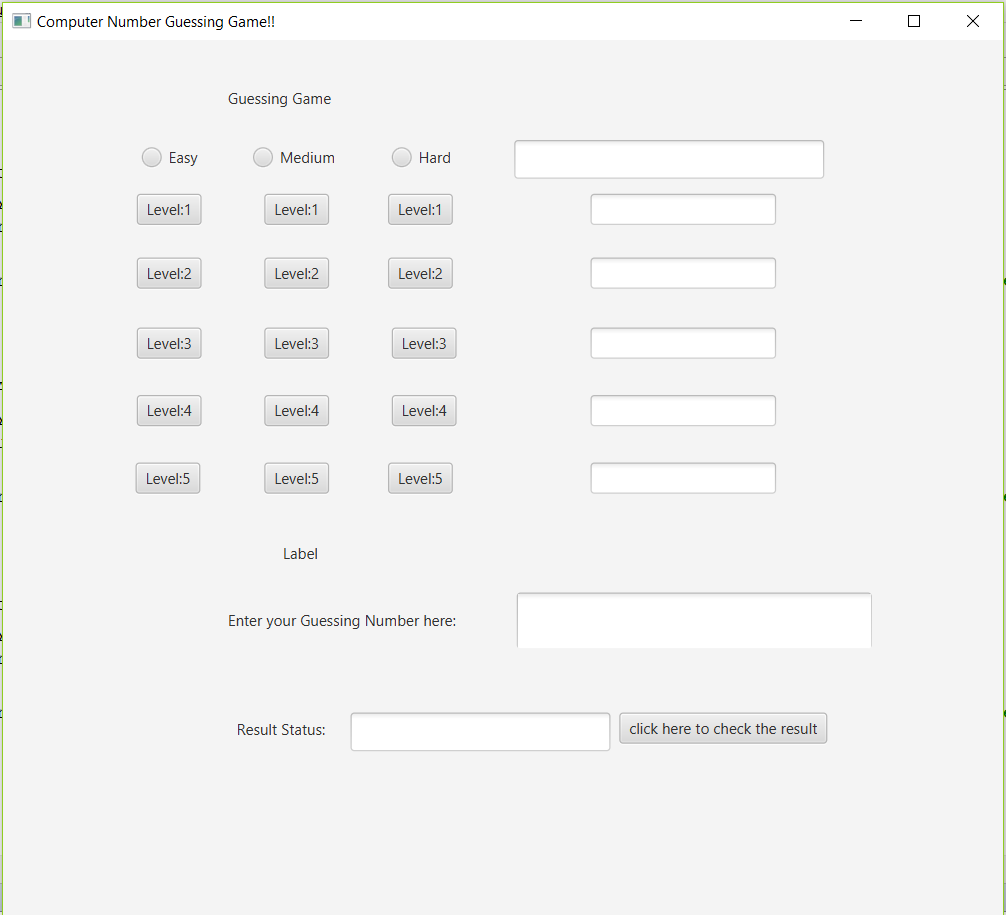 Computer Number Guessing Game!!
Guessing Game
Easy Medium Hard
Level:1 Level:1 Level:1
Level:2 Level:2 Level:2
Level:3 Level:3 Level:3
Level:4 Level:4 Level:4
Level:5 Level:5 Level:5
Label
Enter your Guessing Number here:
Result Status: click here to check the result